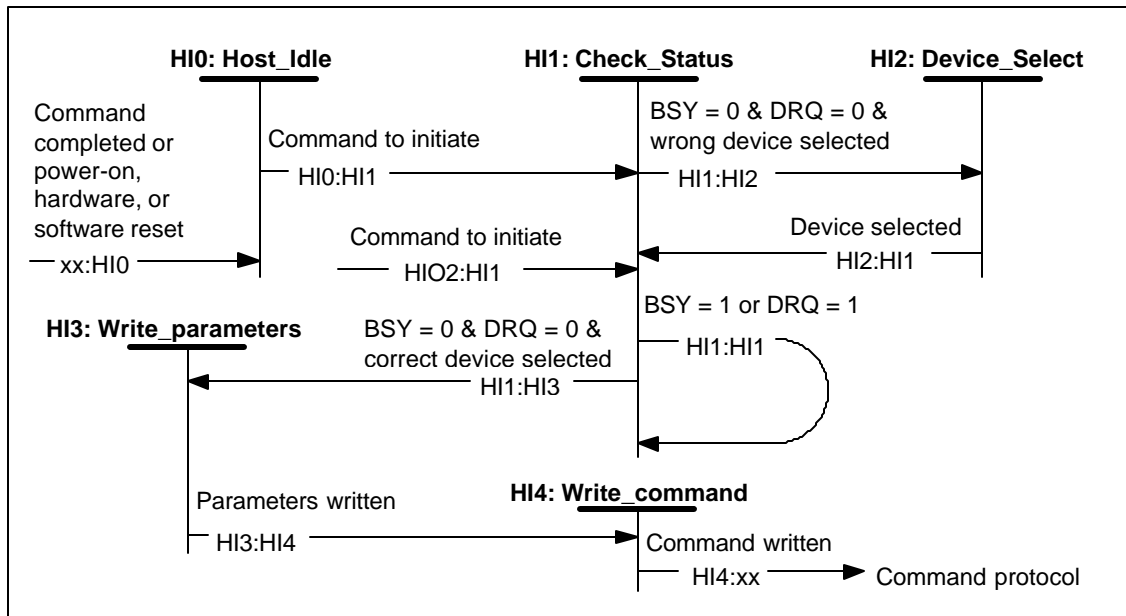 HI0: Host_Idle
HI1: Check_Status
HI2: Device_Select
Command
completed or
power-on,
hardware, or
software reset
xx:HI0
Command to initiate
HI0:HI1
BSY = 0 & DRQ = 0 &
wrong device selected
HI1:HI2
Command to initiate
HIO2:HI1
Device selected
HI2:HI1
HI3: Write_parameters
BSY = 0 & DRQ = 0 &
correct device selected
HI1:HI3
BSY = 1 or DRQ = 1
HI1:HI1
Parameters written
HI3:HI4
HI4: Write_command
Command written
HI4:xx
Command protocol